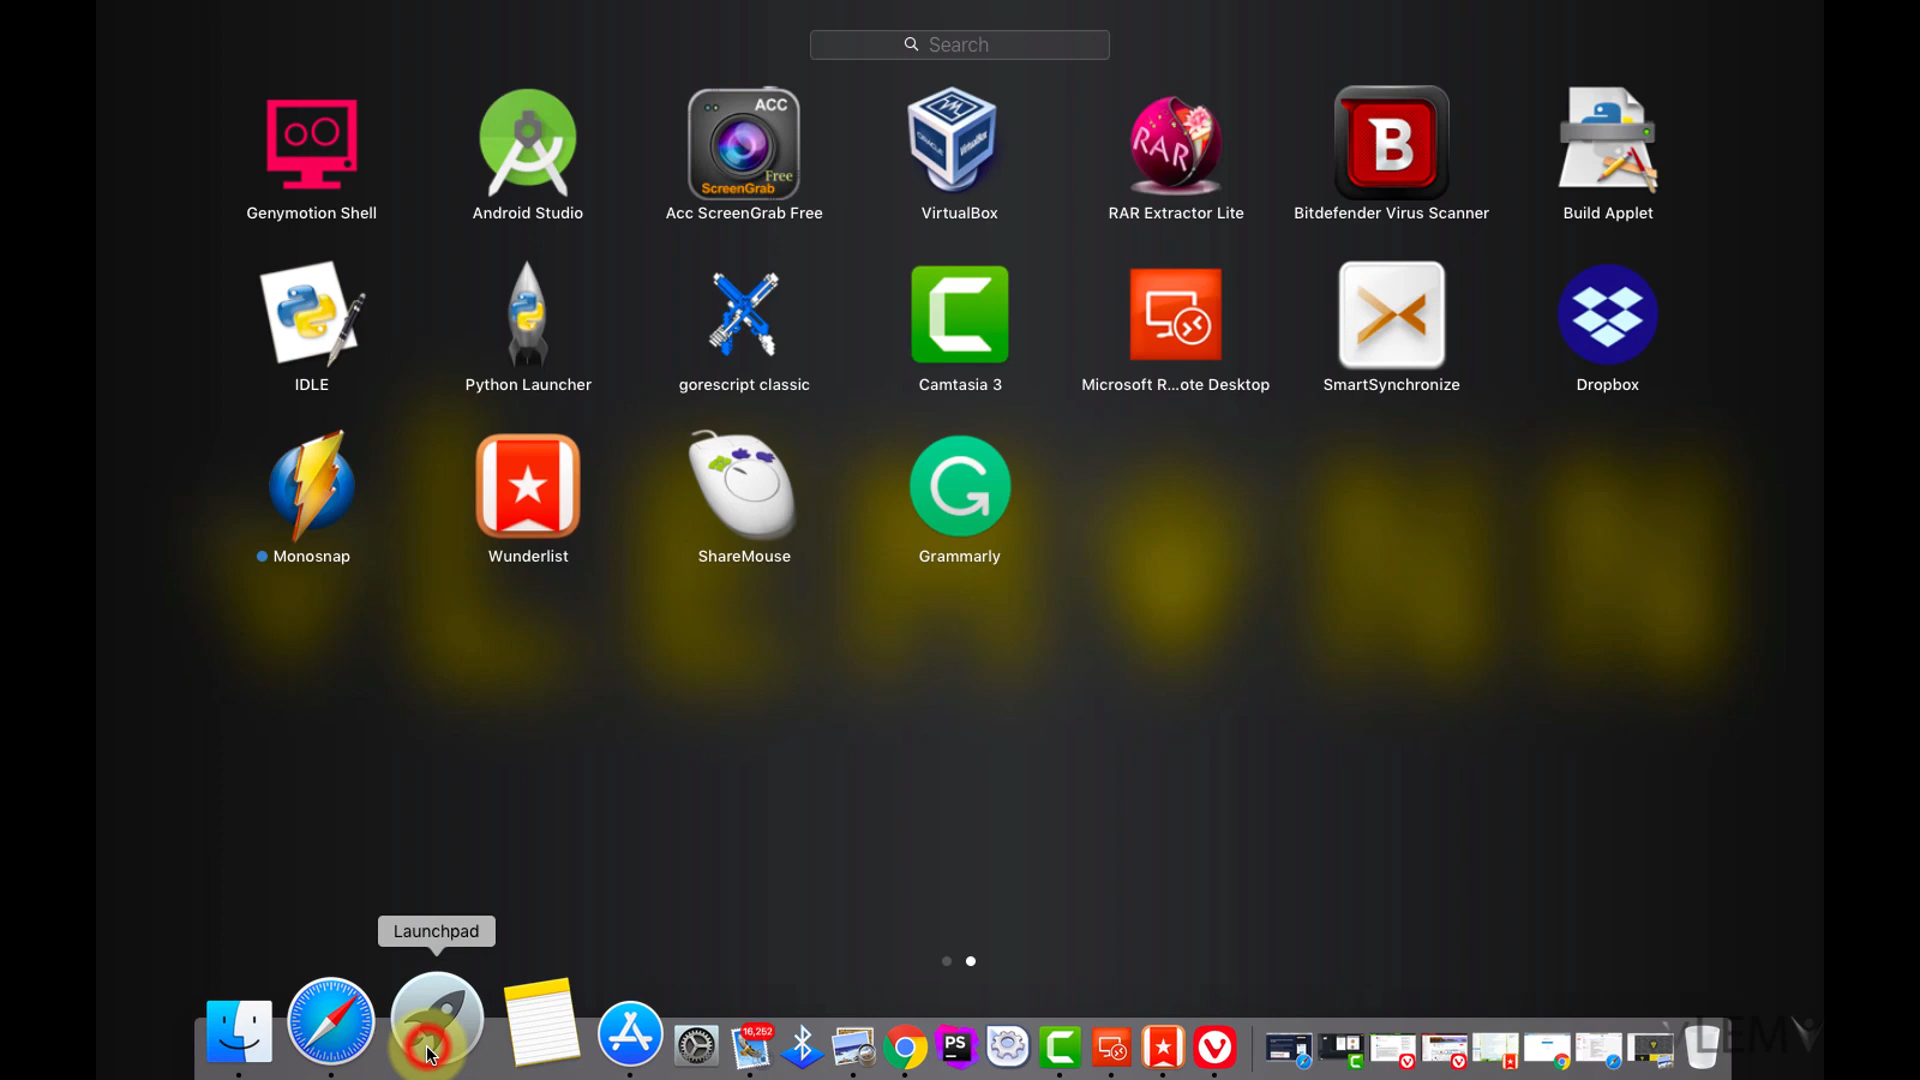 Search
ACC
Free
ScreenGrab
RAR
B
Genymotion Shell
Android Studio
Acc ScreenGrab Free
VirtualBox
RAR Extractor Lite
Bitdefender Virus Scanner
Build Applet
IDLE
Python Launcher
gorescript classic
Camtasia 3
Microsoft R...ote Desktop
SmartSynchronize
Dropbox
Monosnap
Wunderlist
ShareMouse
Grammarly
Launchpad
16,252
PS